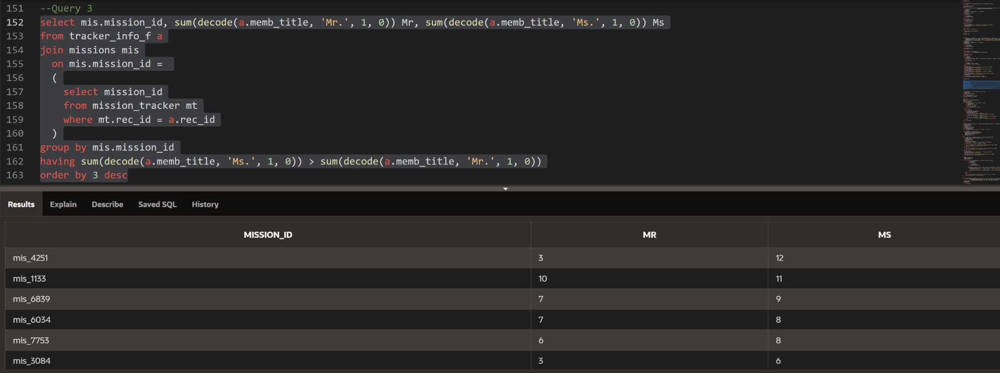 151 --Query 3
152 select mis.mission_id, sum(decode(a.memb_title, 'Mr.', 1, 0)) Mr, sum(decode(a.memb_title, 'Ms.', 1, 0)) Ms
153 from tracker_info_f a
154 join missions mis
155 on mis.mission_id =
156 (
157 select mission_id
158 from mission_tracker mt
159 where mt.rec_id = a.rec_id
160 )
161 group by mis.mission_id
162 having sum(decode(a.memb_title, 'Ms.', 1, 0)) > sum(decode(a.memb_title, 'Mr.', 1, 0))
163 order by 3 desc
Results Explain Describe Saved SQL History
MISSION_ID MR MS
mis_4251 3 12
mis_1133 10 11
mis_6839 7 9
mis_6034 7 8
mis_7753 6 8
mis_3084 3 6